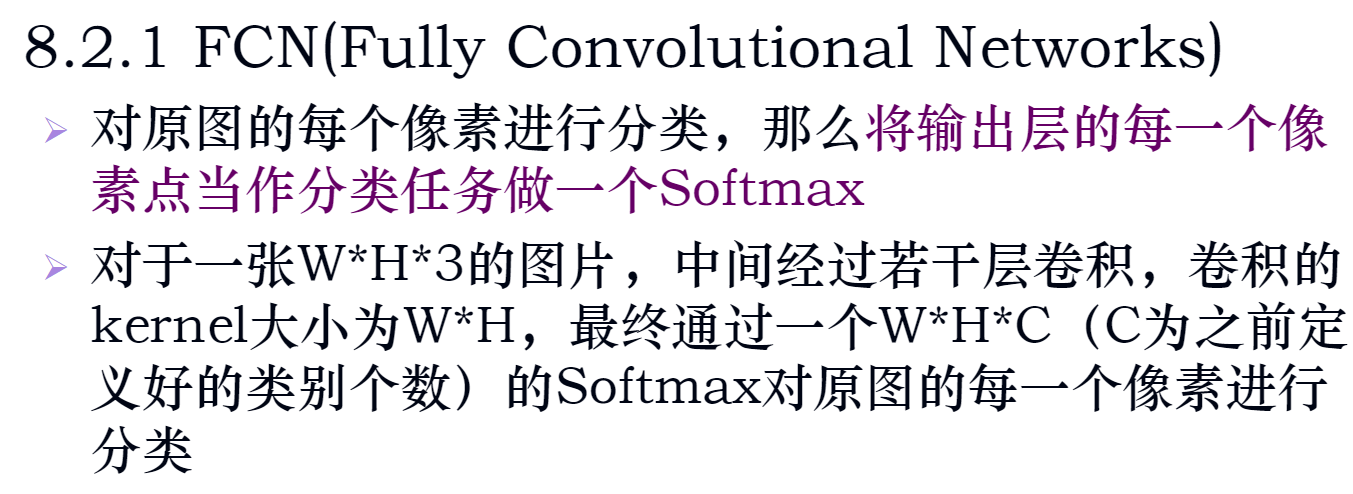 8.2.1 FCN(Fully Convolutional Networks)
对原图的每个像素进行分类，那么将输出层的每一个像
素点当作分类任务做一个Softmax
对于一张W*H*3的图片，中间经过若干层卷积，卷积的
kernel大小为W*H，最终通过一个W*H*C（C为之前定
义好的类别个数）的Softmax对原图的每一个像素进行
分类